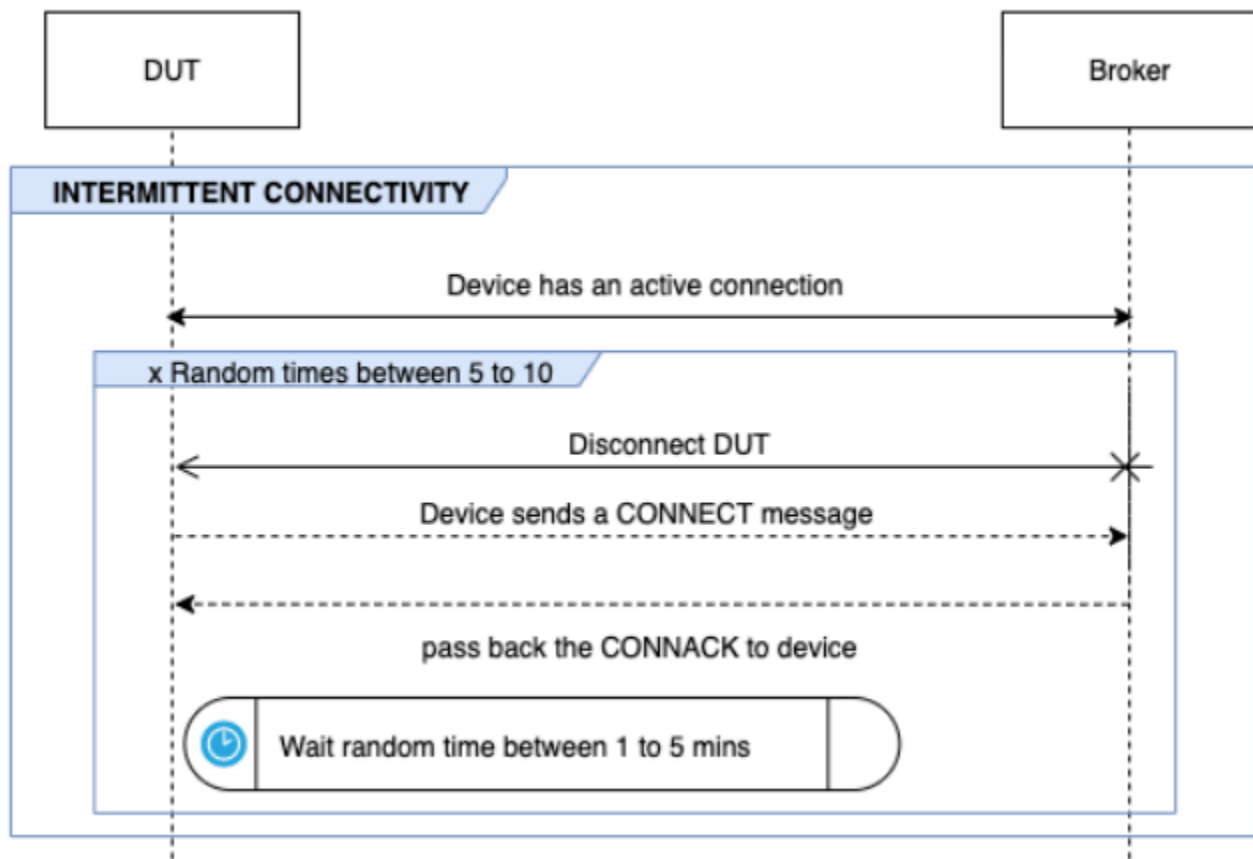 DUT
Broker
INTERMITTENT CONNECTIVITY
Device has an active connection
x Random times between 5 to 10
Disconnect DUT
Device sends a CONNECT message
pass back the CONNACK to device
Wait random time between 1 to 5 mins